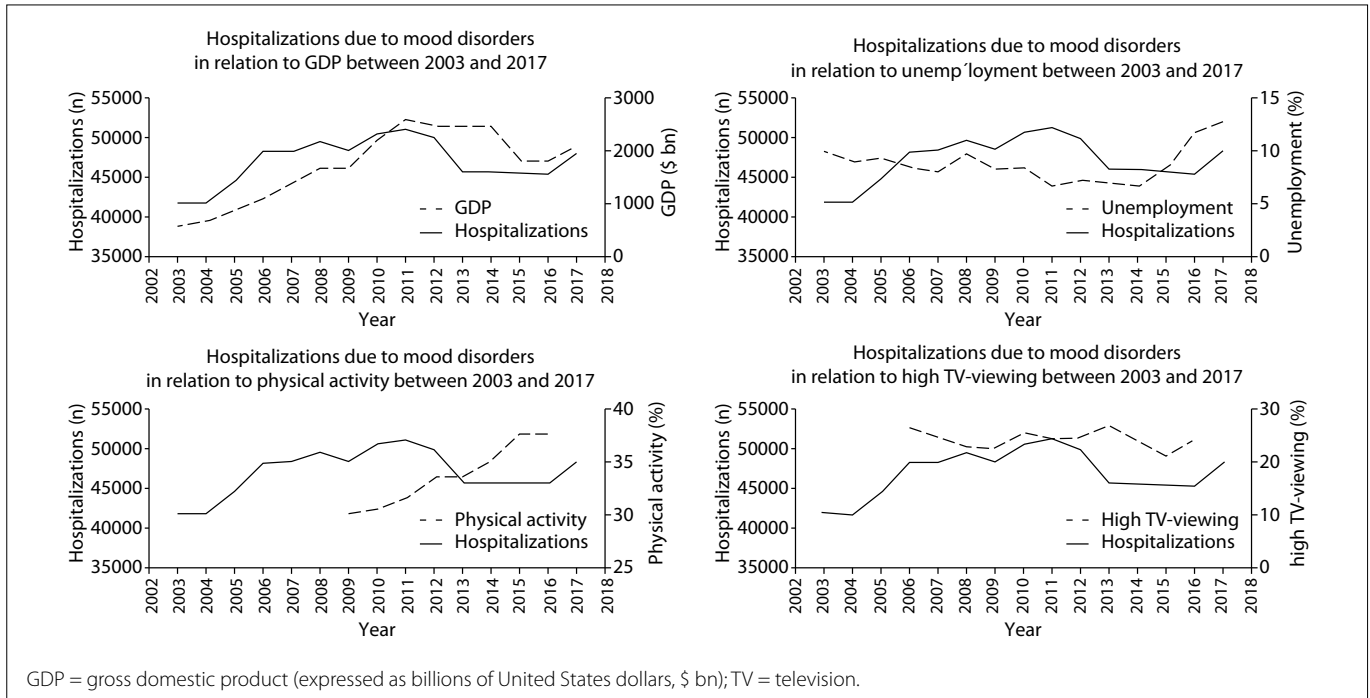 Hospitalizations due to mood disorders
in relation to GDP between 2003 and 2017
Hospitalizations (n)
55000
50000
45000
40000
35000
3000
2000
1000
0
GDP ($ bn)
GDP
Hospitalizations
2002 2003 2004 2005 2006 2007 2008 2009 2010 2011 2012 2013 2014 2015 2016 2017 2018
Year
Hospitalizations due to mood disorders
in relation to unemp´loyment between 2003 and 2017
Hospitalizations (n)
55000
50000
45000
40000
35000
15
10
5
0
Unemployment (%)
Unemployment
Hospitalizations
2002 2003 2004 2005 2006 2007 2008 2009 2010 2011 2012 2013 2014 2015 2016 2017 2018
Year
Hospitalizations due to mood disorders
in relation to physical activity between 2003 and 2017
Hospitalizations (n)
55000
50000
45000
40000
35000
40
35
30
25
Physical activity (%)
Physical activity
Hospitalizations
2002 2003 2004 2005 2006 2007 2008 2009 2010 2011 2012 2013 2014 2015 2016 2017 2018
Year
Hospitalizations due to mood disorders
in relation to high TV-viewing between 2003 and 2017
Hospitalizations (n)
55000
50000
45000
40000
35000
30
20
10
0
high TV-viewing (%)
High TV-viewing
Hospitalizations
2002 2003 2004 2005 2006 2007 2008 2009 2010 2011 2012 2013 2014 2015 2016 2017 2018
Year
GDP = gross domestic product (expressed as billions of United States dollars, $ bn); TV = television.